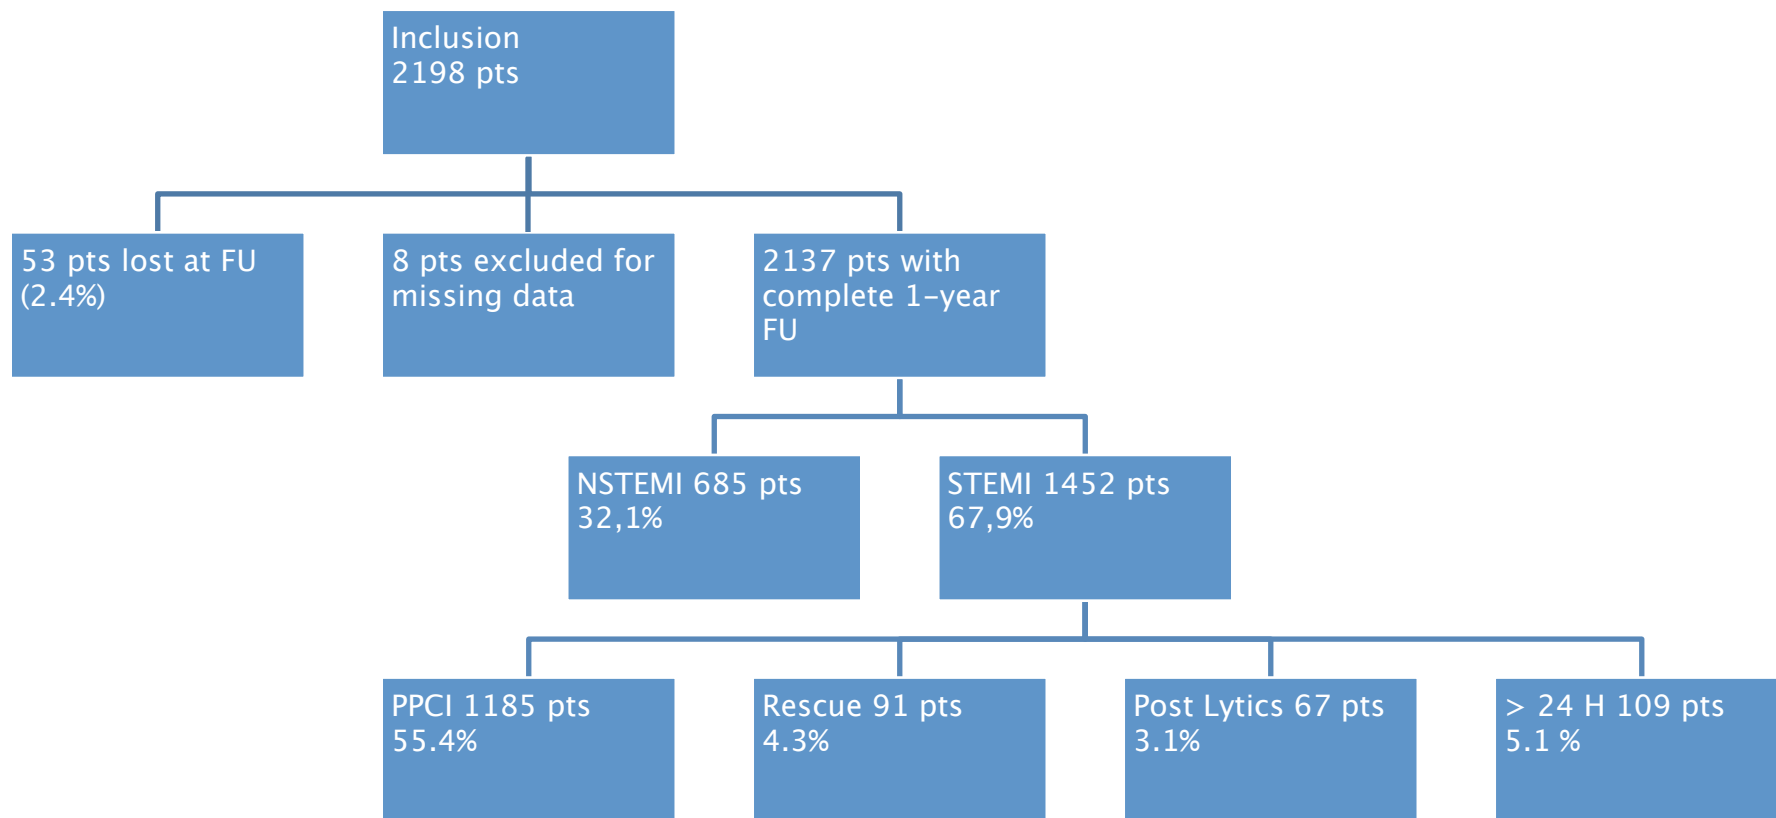 Inclusion
2198 pts
53 pts lost at FU
(2.4%)
8 pts excluded for
missing data
2137 pts with
complete 1-year
FU
NSTEMI 685 pts
32,1%
STEMI 1452 pts
67,9%
PPCI 1185 pts
55.4%
Rescue 91 pts
4.3%
Post Lytics 67 pts
3.1%
> 24 H 109 pts
5.1 %